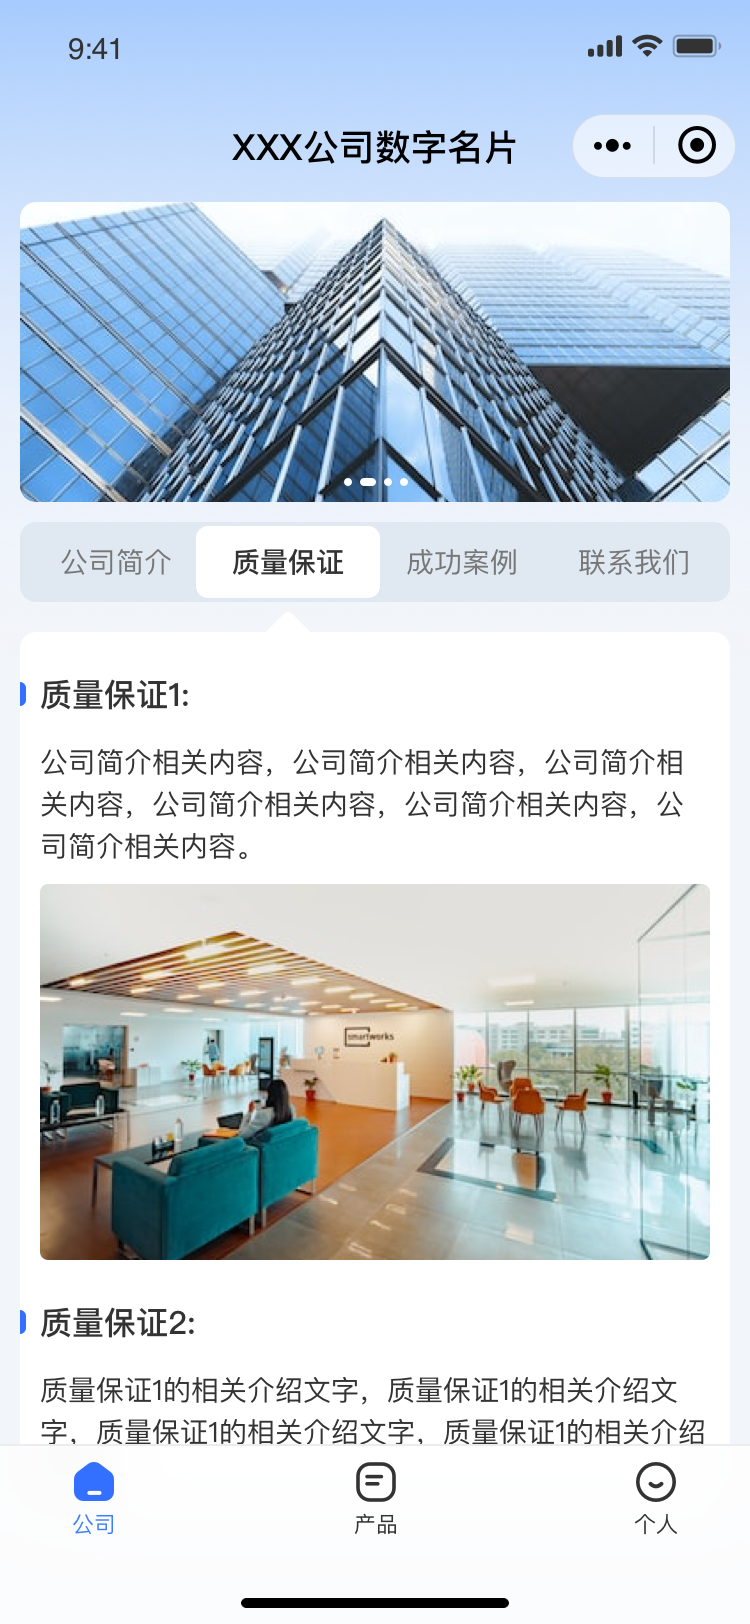 9:41
XXX公司数字名片
公司简介
质量保证
成功案例
联系我们
质量保证1:
公司简介相关内容，公司简介相关内容，公司简介相
关内容，公司简介相关内容，公司简介相关内容，公
司简介相关内容。
smartworks
质量保证2:
质量保证1的相关介绍文字，质量保证1的相关介绍文
字，质量保证1的相关介绍文字，质量保证1的相关介绍
公司
产品
个人